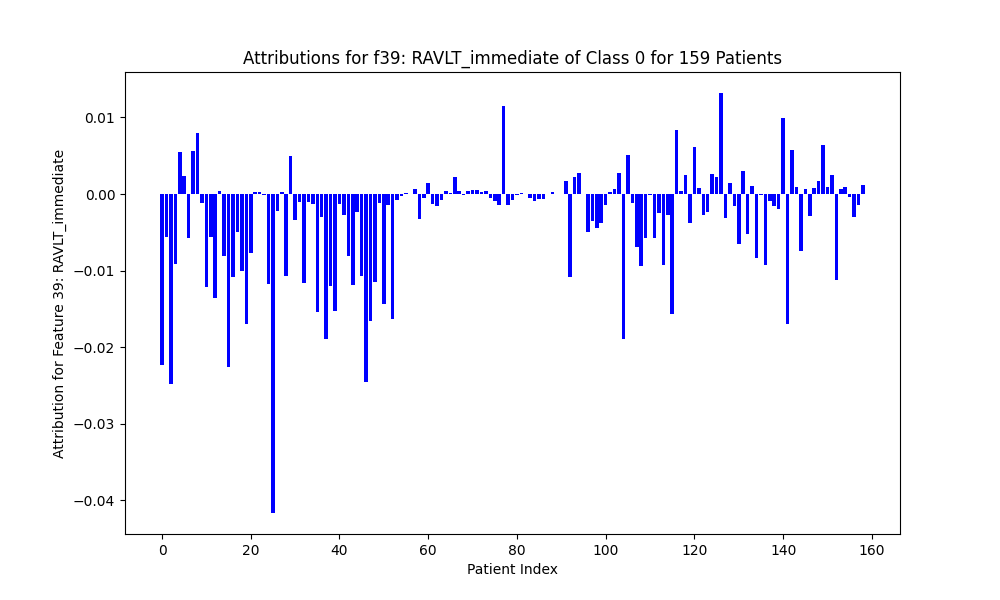 Attributions for f39: RAVLT_immediate of Class 0 for 159 Patients
Attribution for Feature 39: RAVLT_immediate
0.01
0.00
−0.01
−0.02
−0.03
−0.04
0 20 40 60 80 100 120 140 160
Patient Index